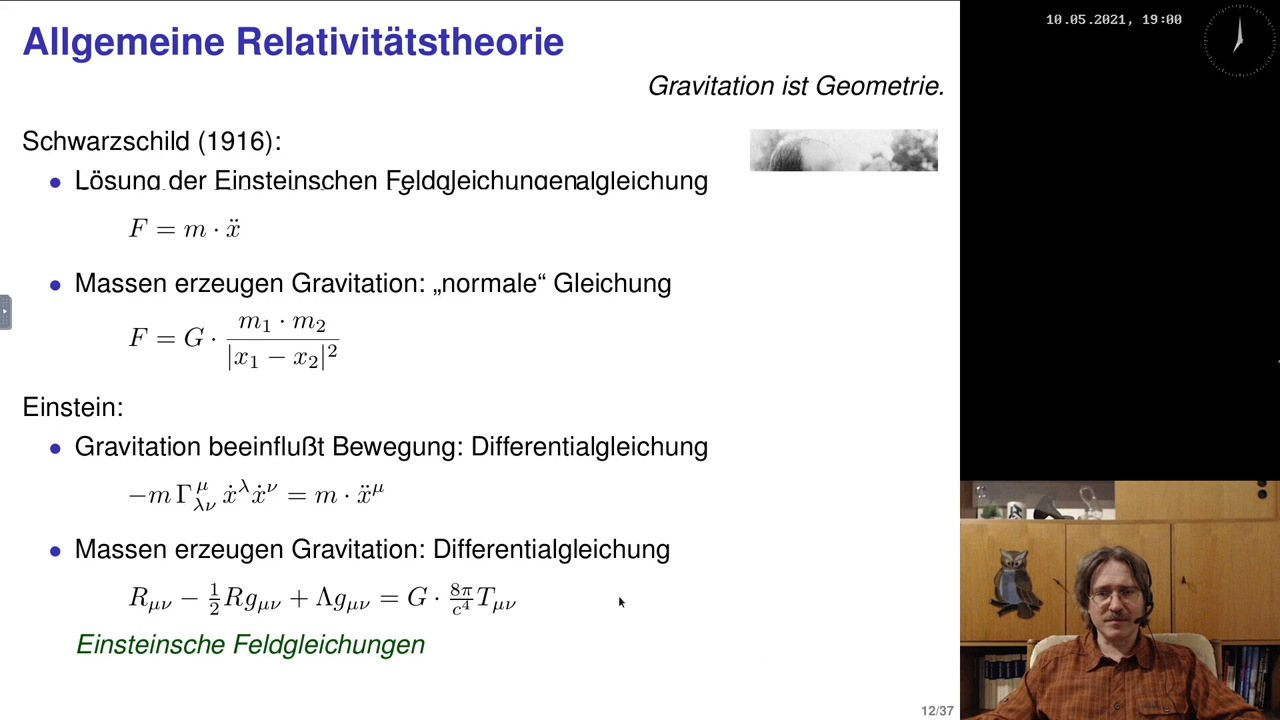 Allgemeine Relativitätstheorie
10.05.2021, 19:00
Gravitation ist Geometrie.
Schwarzschild (1916):
• Lösung der Einsteinschen Feldgleichungenalgleichung
F = m · ẍ
• Massen erzeugen Gravitation: „normale“ Gleichung
F = G · m₁ · m₂ / |x₁ − x₂|²
Einstein:
• Gravitation beeinflußt Bewegung: Differentialgleichung
−m Γ^μ_λν ẋ^λ ẋ^ν = m · ẍ^μ
• Massen erzeugen Gravitation: Differentialgleichung
R_μν − ½ R g_μν + Λ g_μν = G · 8π/c⁴ T_μν
Einsteinsche Feldgleichungen
12/37